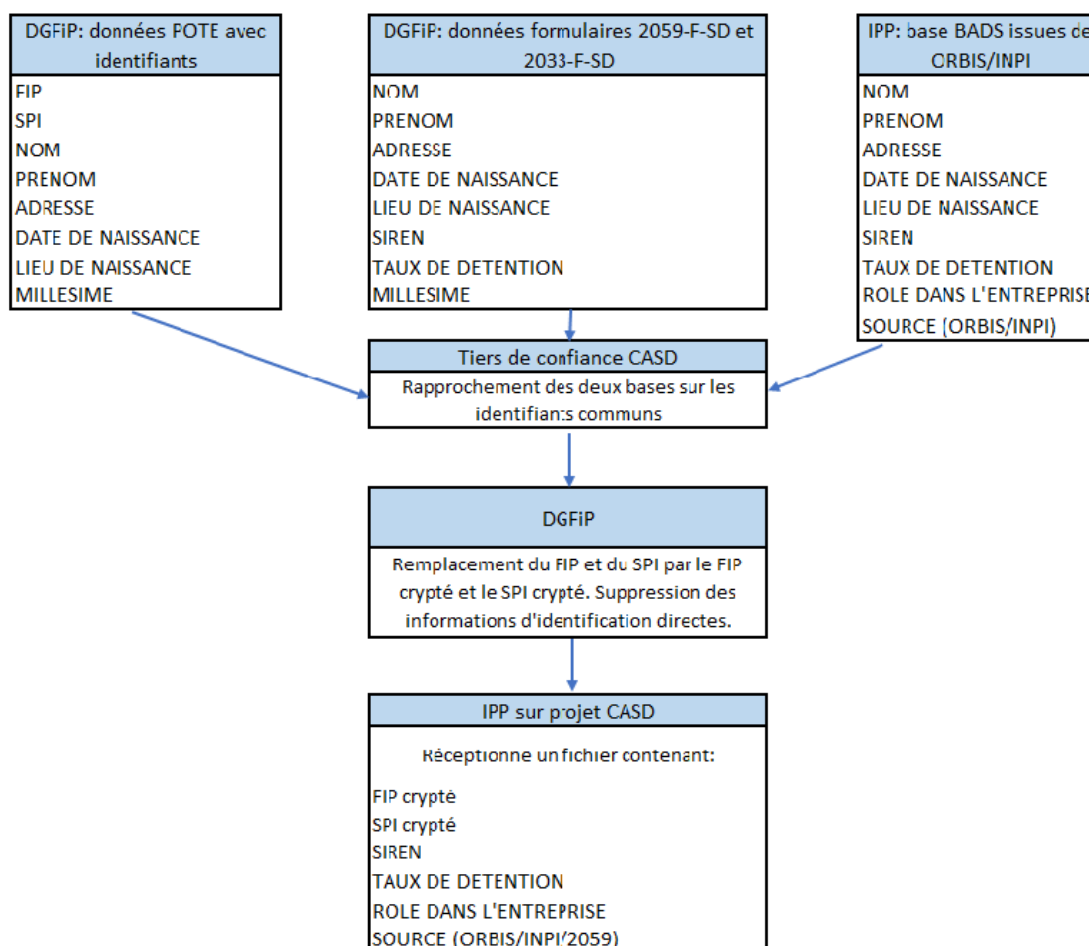 DGFiP: données POTE avec
identifiants
FIP
SPI
NOM
PRENOM
ADRESSE
DATE DE NAISSANCE
LIEU DE NAISSANCE
MILLESIME
DGFiP: données formulaires 2059-F-SD et
2033-F-SD
NOM
PRENOM
ADRESSE
DATE DE NAISSANCE
LIEU DE NAISSANCE
SIREN
TAUX DE DETENTION
MILLESIME
IPP: base BADS issues de
ORBIS/INPI
NOM
PRENOM
ADRESSE
DATE DE NAISSANCE
LIEU DE NAISSANCE
SIREN
TAUX DE DETENTION
ROLE DANS L'ENTREPRISE
SOURCE (ORBIS/INPI)
Tiers de confiance CASD
Rapprochement des deux bases sur les
identifiants communs
DGFiP
Remplacement du FIP et du SPI par le FIP
crypté et le SPI crypté. Suppression des
informations d'identification directes.
IPP sur projet CASD
Réceptionne un fichier contenant:
FIP crypté
SPI crypté
SIREN
TAUX DE DETENTION
ROLE DANS L'ENTREPRISE
SOURCE (ORBIS/INPI/2059)